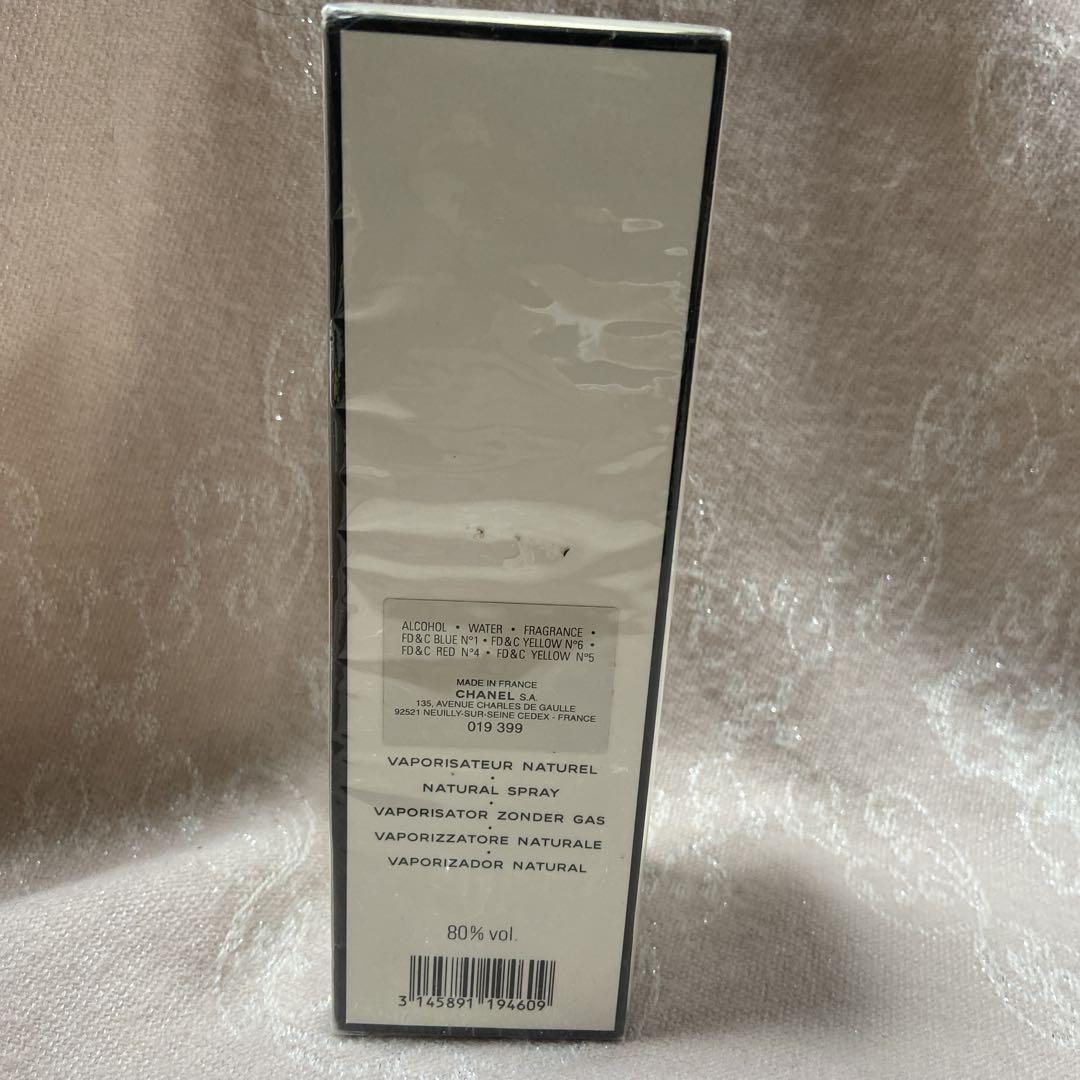 ALCOHOL • WATER • FRAGRANCE •
FD&C BLUE N°1 • FD&C YELLOW N°6 •
FD&C RED N°4 • FD&C YELLOW N°5
MADE IN FRANCE
CHANEL S.A.
135, AVENUE CHARLES DE GAULLE
92521 NEUILLY-SUR-SEINE CEDEX - FRANCE
019 399
VAPORISATEUR NATUREL
•
NATURAL SPRAY
•
VAPORISATOR ZONDER GAS
•
VAPORIZZATORE NATURALE
•
VAPORIZADOR NATURAL
80% vol.
3 145891 194609